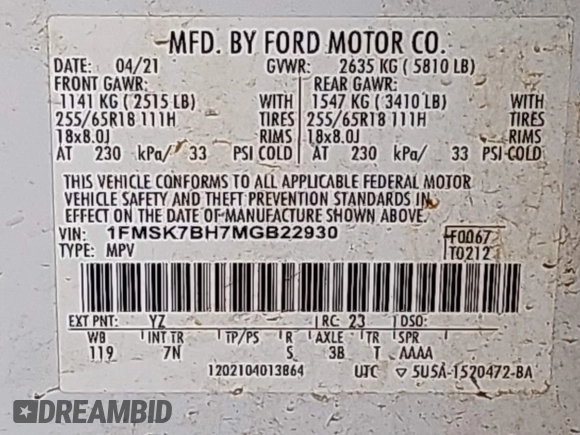 MFD. BY FORD MOTOR CO.
DATE: 04/21 GVWR: 2635 KG ( 5810 LB)
FRONT GAWR: REAR GAWR:
1141 KG ( 2515 LB) WITH 1547 KG ( 3410 LB) WITH
255/65R18 111H TIRES 255/65R18 111H TIRES
18x8.0J RIMS 18x8.0J RIMS
AT 230 kPa/ 33 PSI COLD AT 230 kPa/ 33 PSI COLD
THIS VEHICLE CONFORMS TO ALL APPLICABLE FEDERAL MOTOR
VEHICLE SAFETY AND THEFT PREVENTION STANDARDS IN
EFFECT ON THE DATE OF MANUFACTURE SHOWN ABOVE.
VIN: 1FMSK7BH7MGB22930 F0067
TYPE: MPV T0212
EXT PNT: YZ RC: 23 DSO:
WB INT TR TP/PS R AXLE TR SPR
119 7N S 3B T AAAA
1202104013864 UTC ▽ 5U5A-1520472-BA
DREAMBID